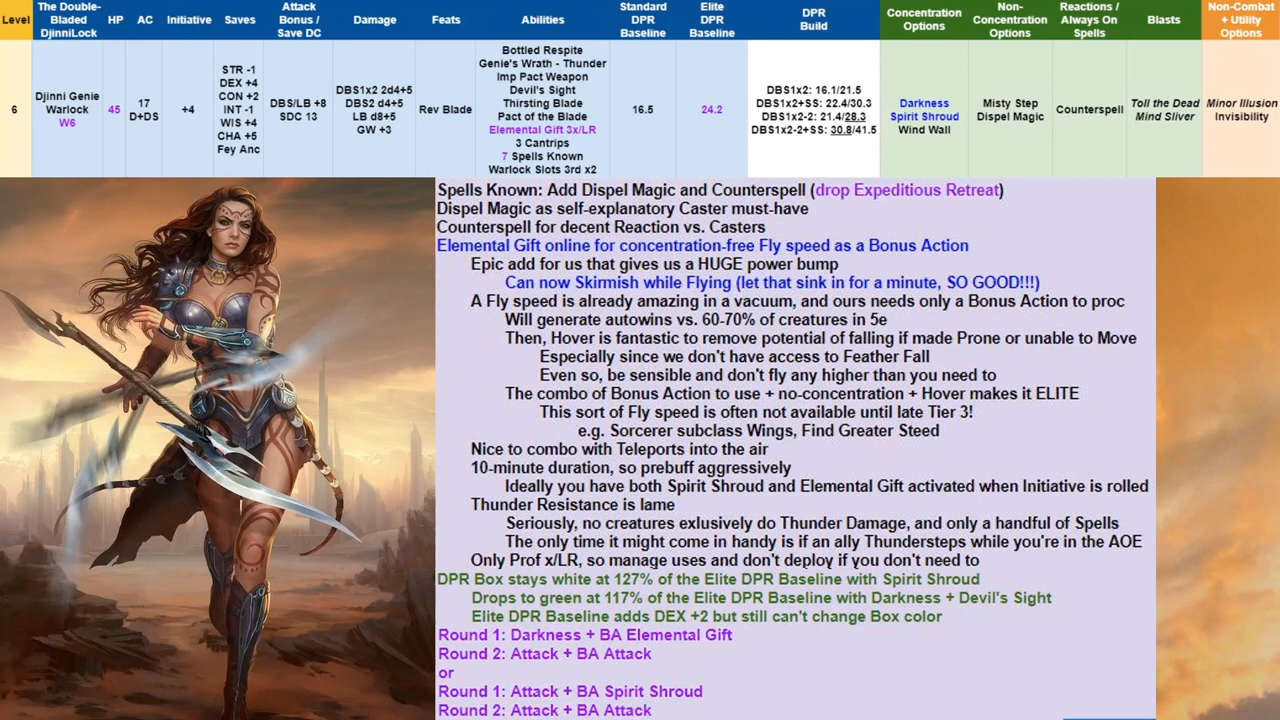 Level
The Double-
Bladed
DjinniLock
HP
AC
Initiative
Saves
Attack
Bonus /
Save DC
Damage
Feats
Abilities
Standard
DPR
Baseline
Elite
DPR
Baseline
DPR
Build
Concentration
Options
Non-
Concentration
Options
Reactions /
Always On
Spells
Blasts
Non-Combat
+ Utility
Options
6
Djinni Genie
Warlock
W6
45
17
D+DS
+4
STR -1
DEX +4
CON +2
INT -1
WIS +4
CHA +5
Fey Anc
DBS/LB +8
SDC 13
DBS1x2 2d4+5
DBS2 d4+5
LB d8+5
GW +3
Rev Blade
Bottled Respite
Genie's Wrath - Thunder
Imp Pact Weapon
Devil's Sight
Thirsting Blade
Pact of the Blade
Elemental Gift 3x/LR
3 Cantrips
7 Spells Known
Warlock Slots 3rd x2
16.5
24.2
DBS1x2: 16.1/21.5
DBS1x2+SS: 22.4/30.3
DBS1x2-2: 21.4/28.3
DBS1x2-2+SS: 30.8/41.5
Darkness
Spirit Shroud
Wind Wall
Misty Step
Dispel Magic
Counterspell
Toll the Dead
Mind Sliver
Minor Illusion
Invisibility
Spells Known: Add Dispel Magic and Counterspell (drop Expeditious Retreat)
Dispel Magic as self-explanatory Caster must-have
Counterspell for decent Reaction vs. Casters
Elemental Gift online for concentration-free Fly speed as a Bonus Action
Epic add for us that gives us a HUGE power bump
Can now Skirmish while Flying (let that sink in for a minute, SO GOOD!!!)
A Fly speed is already amazing in a vacuum, and ours needs only a Bonus Action to proc
Will generate autowins vs. 60-70% of creatures in 5e
Then, Hover is fantastic to remove potential of falling if made Prone or unable to Move
Especially since we don't have access to Feather Fall
Even so, be sensible and don't fly any higher than you need to
The combo of Bonus Action to use + no-concentration + Hover makes it ELITE
This sort of Fly speed is often not available until late Tier 3!
e.g. Sorcerer subclass Wings, Find Greater Steed
Nice to combo with Teleports into the air
10-minute duration, so prebuff aggressively
Ideally you have both Spirit Shroud and Elemental Gift activated when Initiative is rolled
Thunder Resistance is lame
Seriously, no creatures exlusively do Thunder Damage, and only a handful of Spells
The only time it might come in handy is if an ally Thundersteps while you're in the AOE
Only Prof x/LR, so manage uses and don't deploy if you don't need to
DPR Box stays white at 127% of the Elite DPR Baseline with Spirit Shroud
Drops to green at 117% of the Elite DPR Baseline with Darkness + Devil's Sight
Elite DPR Baseline adds DEX +2 but still can't change Box color
Round 1: Darkness + BA Elemental Gift
Round 2: Attack + BA Attack
or
Round 1: Attack + BA Spirit Shroud
Round 2: Attack + BA Attack